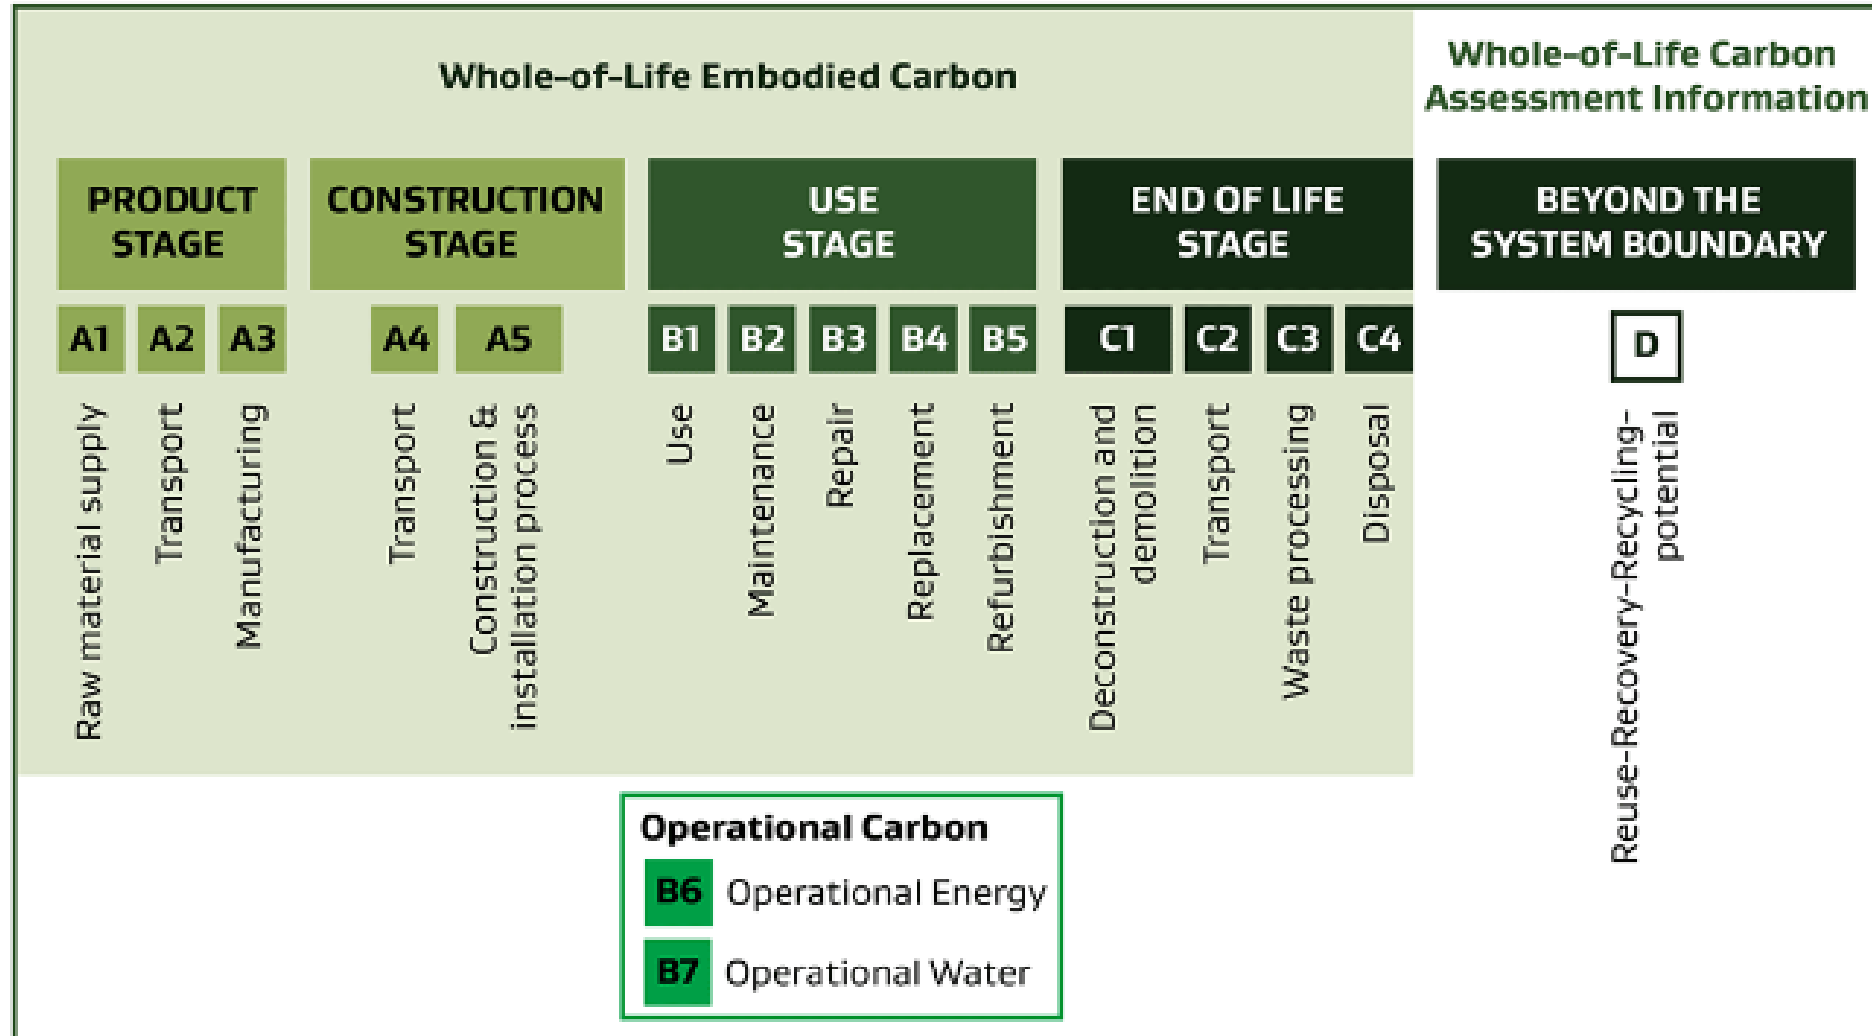 Whole-of-Life Embodied Carbon
Whole-of-Life Carbon
Assessment Information
PRODUCT
STAGE
CONSTRUCTION
STAGE
USE
STAGE
END OF LIFE
STAGE
BEYOND THE
SYSTEM BOUNDARY
A1
A2
A3
A4
A5
B1
B2
B3
B4
B5
C1
C2
C3
C4
D
Raw material supply
Transport
Manufacturing
Transport
Construction &
installation process
Use
Maintenance
Repair
Replacement
Refurbishment
Deconstruction and
demolition
Transport
Waste processing
Disposal
Reuse-Recovery-Recycling-
potential
Operational Carbon
B6 Operational Energy
B7 Operational Water